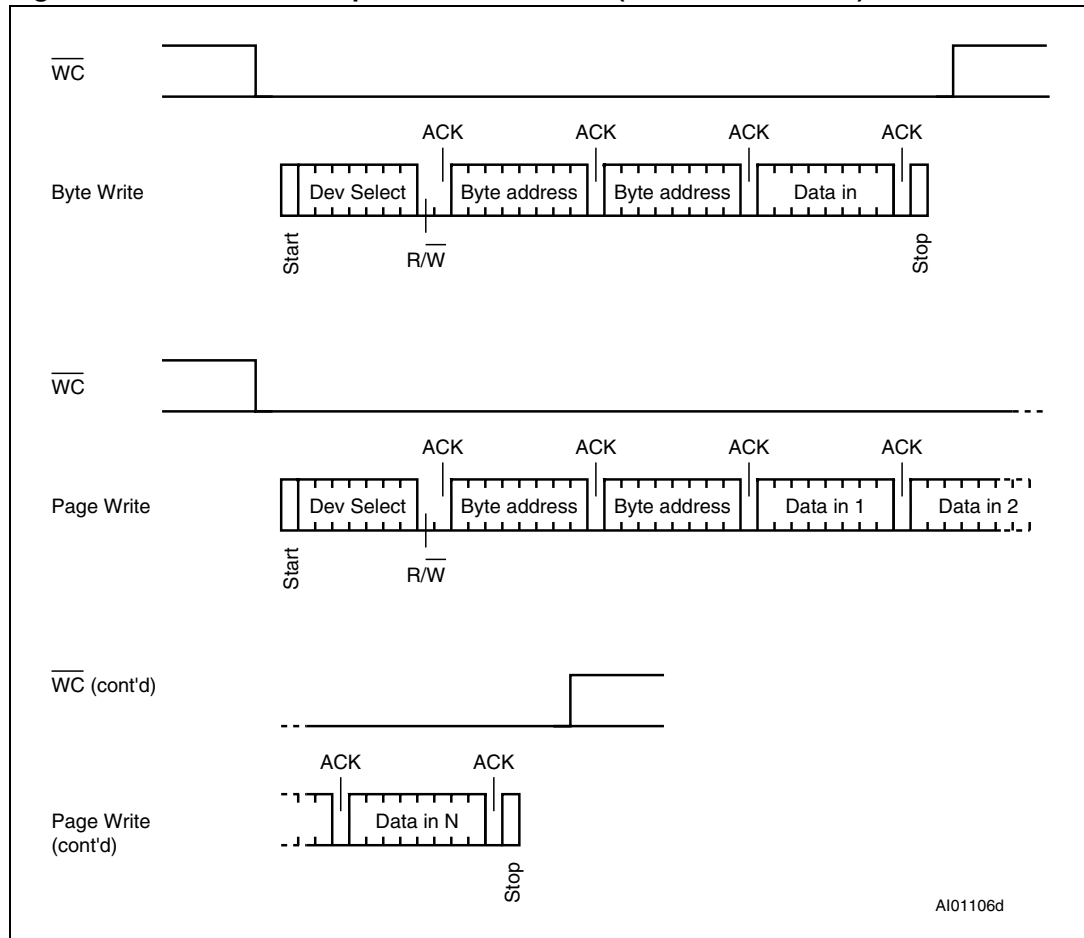 WC
ACK ACK ACK ACK
Byte Write Dev Select Byte address Byte address Data in
Start R/W Stop
WC
ACK ACK ACK ACK
Page Write Dev Select Byte address Byte address Data in 1 Data in 2
Start R/W
WC (cont'd)
ACK ACK
Page Write Data in N
(cont'd)
Stop
AI01106d